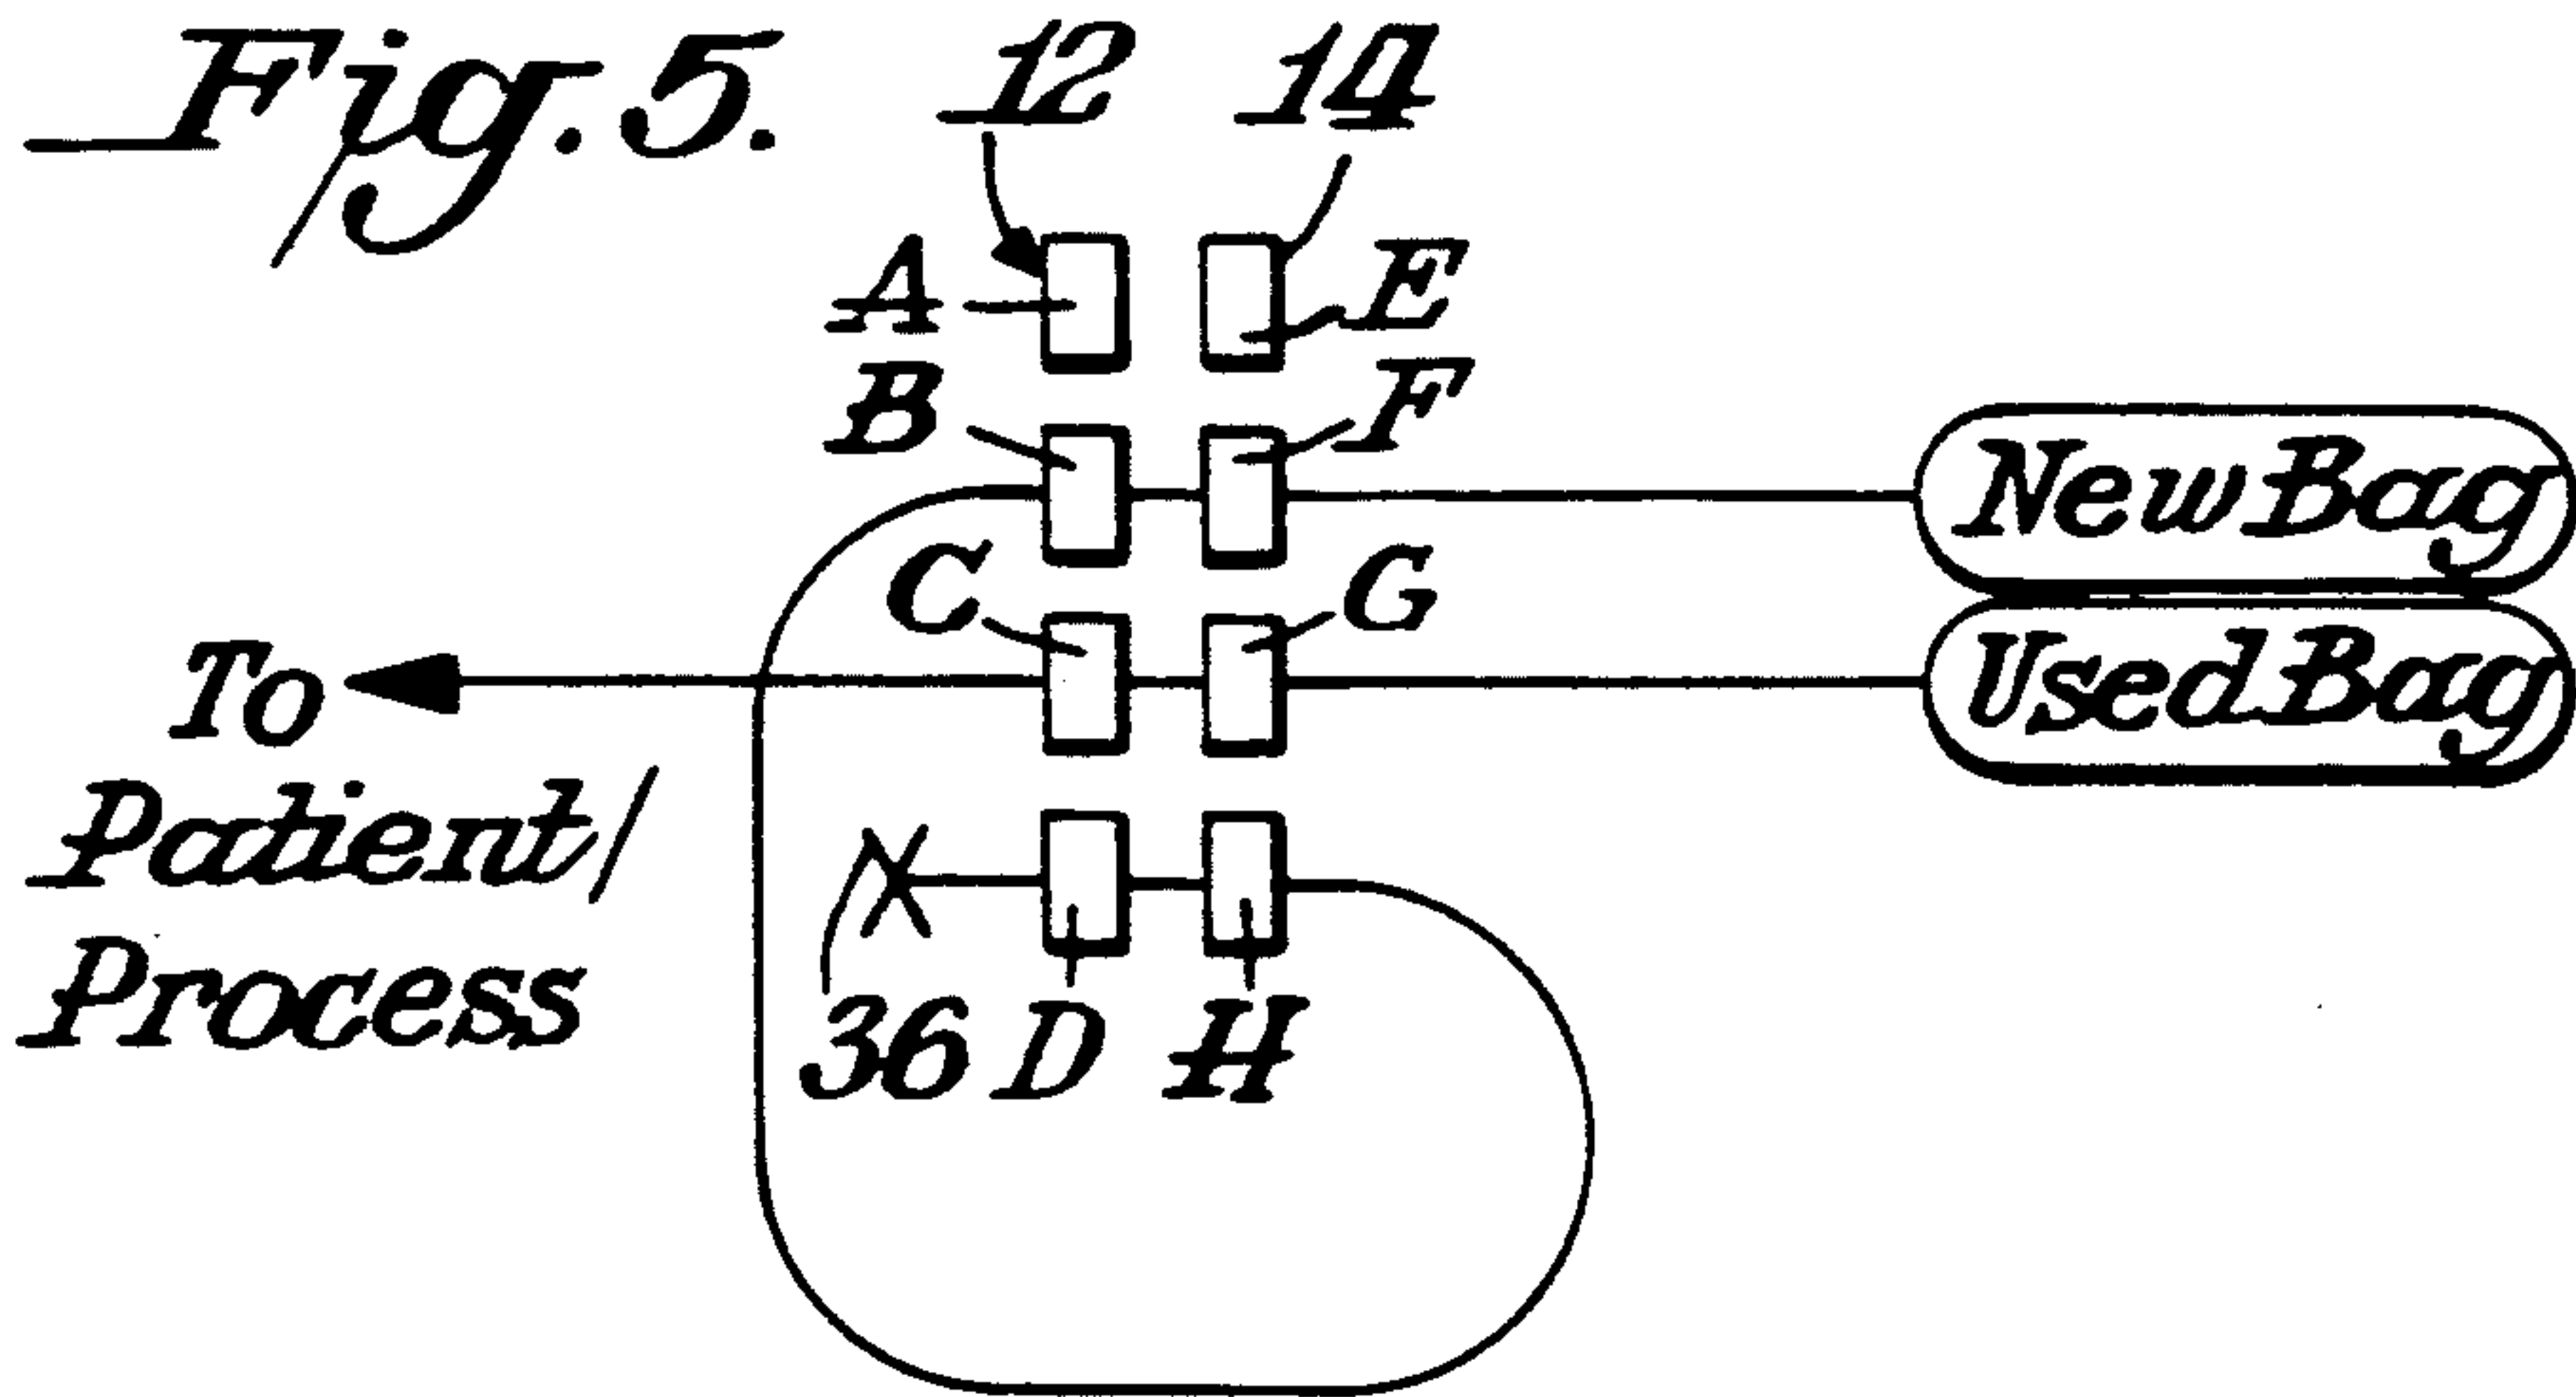 Fig. 5.
12 14
A E
B F
New Bag
C G
Used Bag
To
Patient/
Process
36 D H